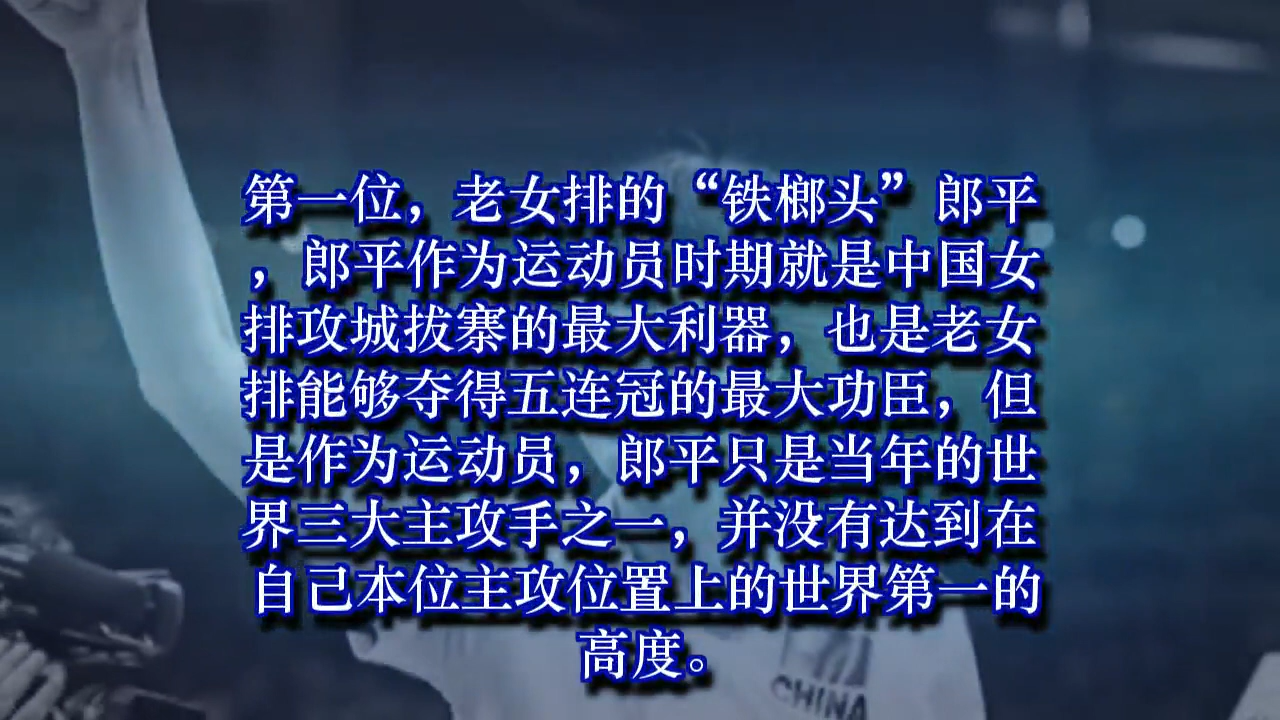 第一位，老女排的“铁榔头”郎平
，郎平作为运动员时期就是中国女
排攻城拔寨的最大利器，也是老女
排能够夺得五连冠的最大功臣，但
是作为运动员，郎平只是当年的世
界三大主攻手之一，并没有达到在
自己本位主攻位置上的世界第一的
高度。
CHINA